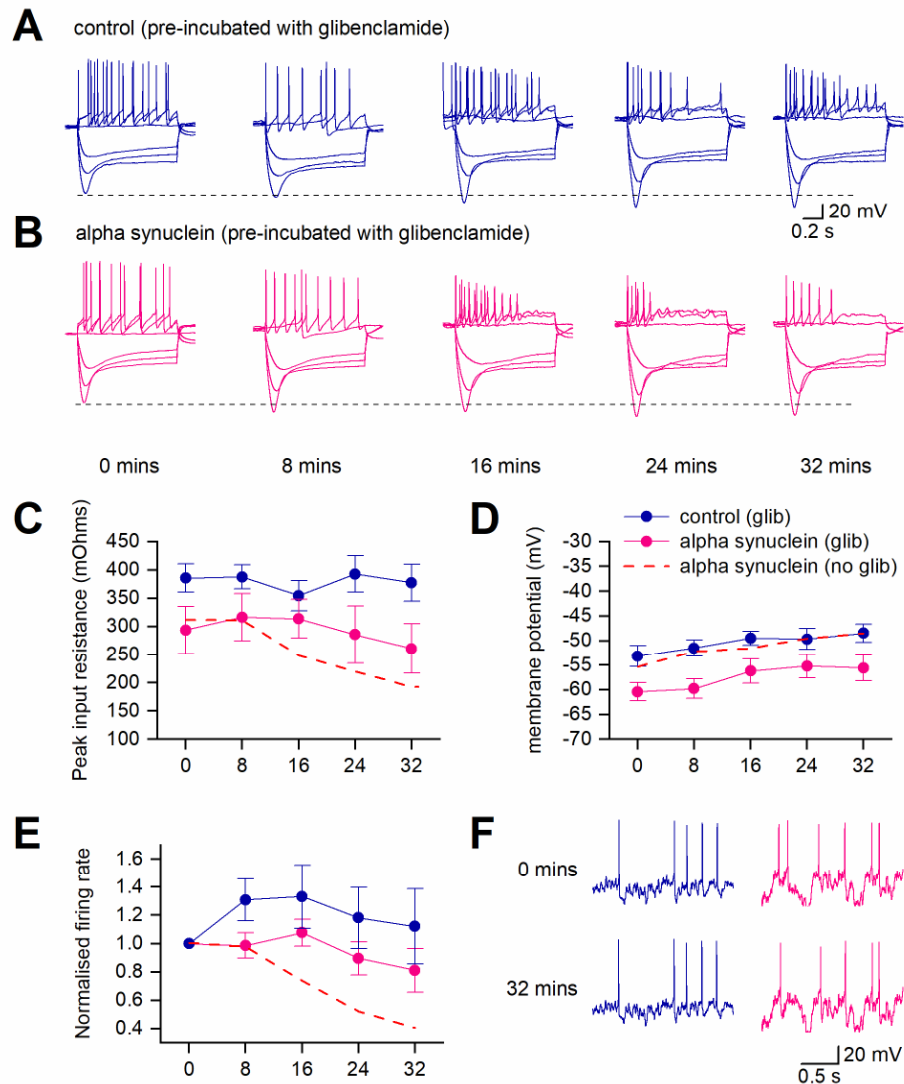 A
control (pre-incubated with glibenclamide)
20 mV
0.2 s
B
alpha synuclein (pre-incubated with glibenclamide)
0 mins 8 mins 16 mins 24 mins 32 mins
C
Peak input resistance (mOhms)
450
400
350
300
250
200
150
100
0 8 16 24 32
D
control (glib)
alpha synuclein (glib)
alpha synuclein (no glib)
membrane potential (mV)
-30
-35
-40
-45
-50
-55
-60
-65
-70
0 8 16 24 32
E
Normalised firing rate
1.6
1.4
1.2
1.0
0.8
0.6
0.4
0 8 16 24 32
F
0 mins
32 mins
20 mV
0.5 s